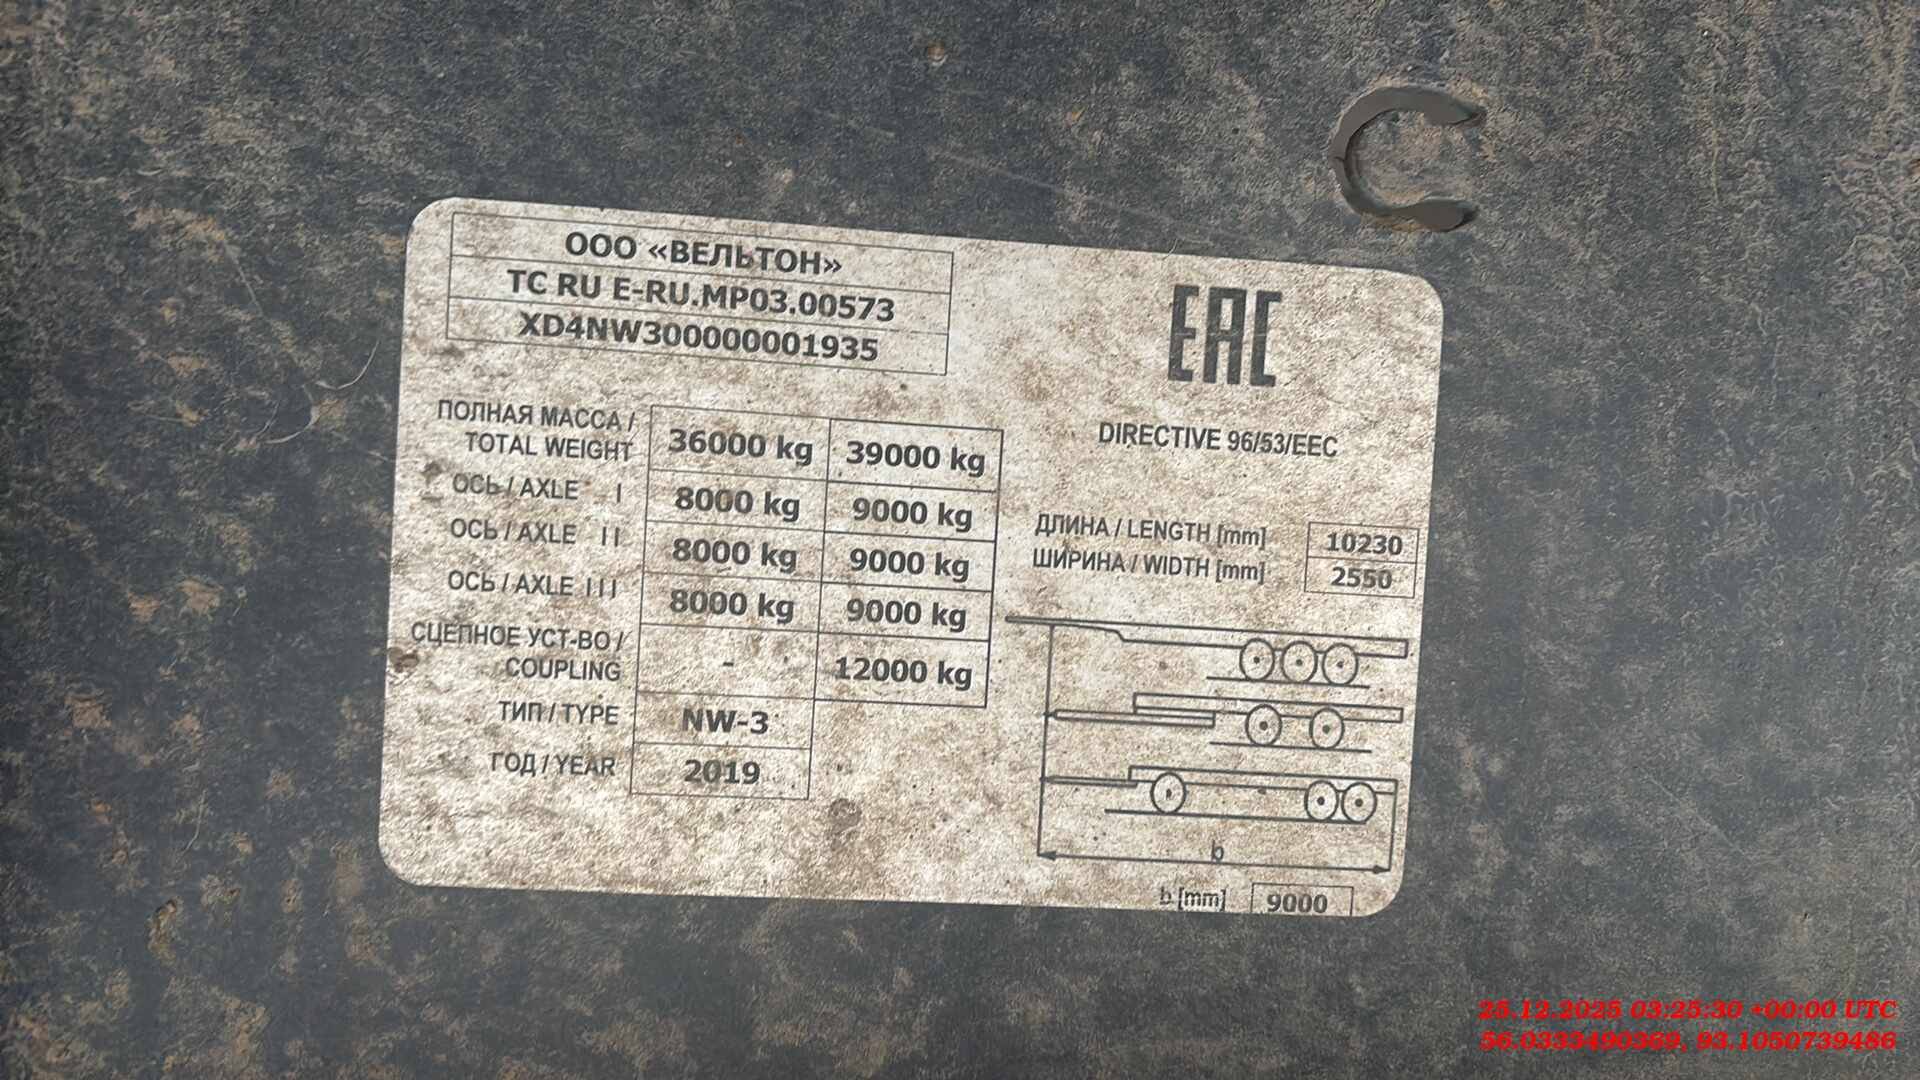 ООО «ВЕЛЬТОН»
TC RU E-RU.MP03.00573
XD4NW300000001935
EAC
DIRECTIVE 96/53/EEC
ПОЛНАЯ МАССА /
TOTAL WEIGHT 36000 kg 39000 kg
ОСЬ / AXLE I 8000 kg 9000 kg
ОСЬ / AXLE II 8000 kg 9000 kg
ОСЬ / AXLE III 8000 kg 9000 kg
СЦЕПНОЕ УСТ-ВО /
COUPLING - 12000 kg
ТИП / TYPE NW-3
ГОД / YEAR 2019
ДЛИНА / LENGTH [mm] 10230
ШИРИНА / WIDTH [mm] 2550
b
b [mm] 9000
25.12.2025 03:25:30 +00:00 UTC
56.0333490369, 93.1050739486